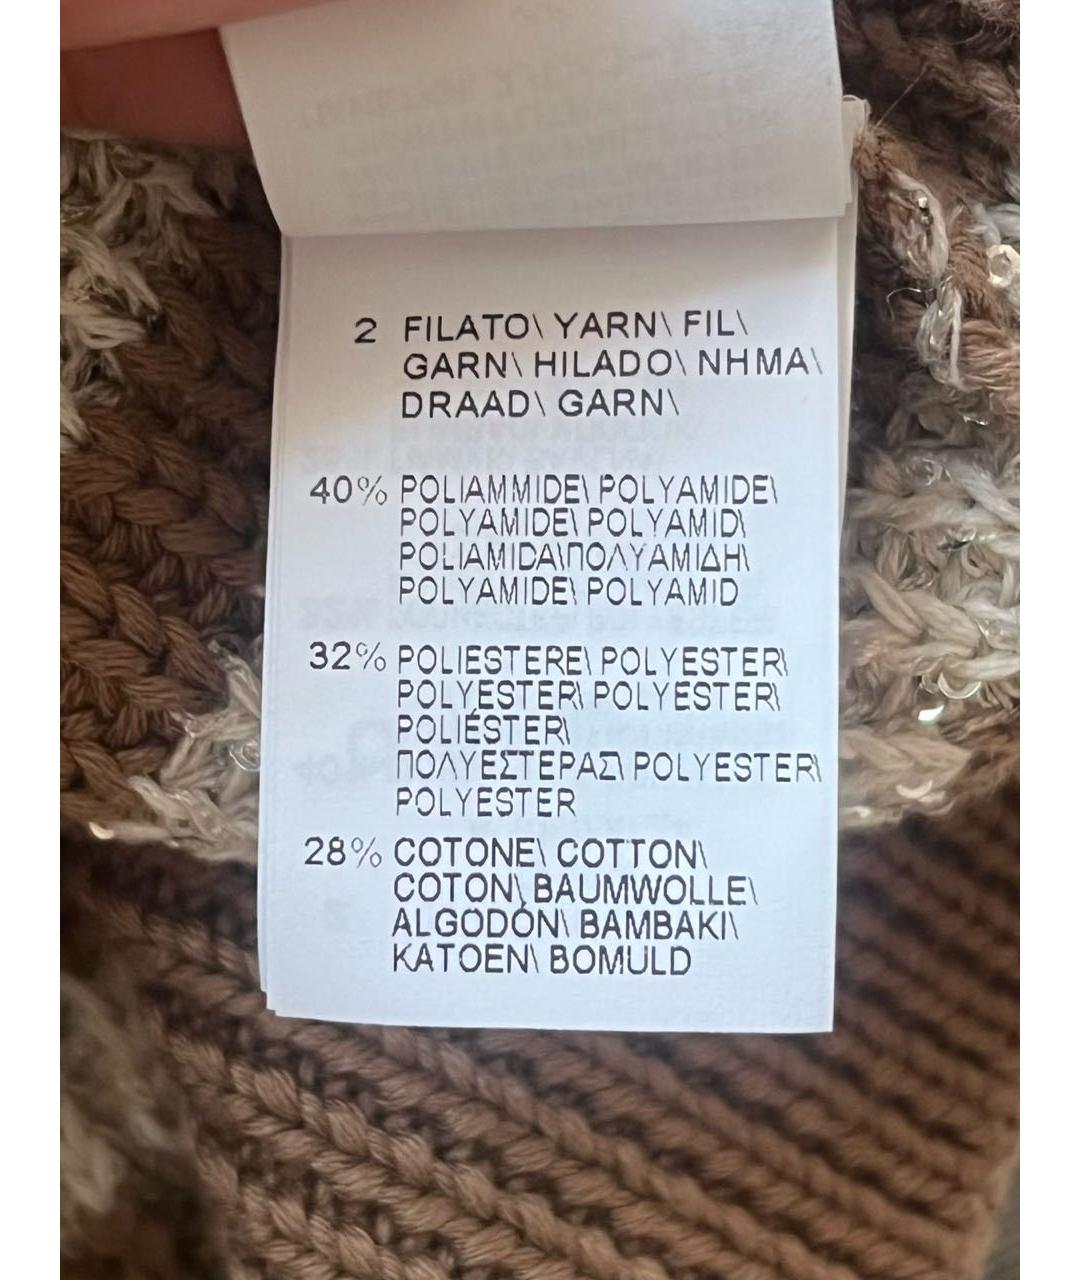 2 FILATO\ YARN\ FIL\
GARN\ HILADO\ ΝΗΜΑ\
DRAAD\ GARN\
40% POLIAMMIDE\ POLYAMIDE\
POLYAMIDE\ POLYAMID\
POLIAMIDA\ΠΟΛΥΑΜΙΔΗ\
POLYAMIDE\ POLYAMID
32% POLIESTERE\ POLYESTER\
POLYESTER\ POLYESTER\
POLIÉSTER\
ΠΟΛΥΕΣΤΕΡΑΣ\ POLYESTER\
POLYESTER
28% COTONE\ COTTON\
COTON\ BAUMWOLLE\
ALGODÓN\ BAMBAKI\
KATOEN\ BOMULD